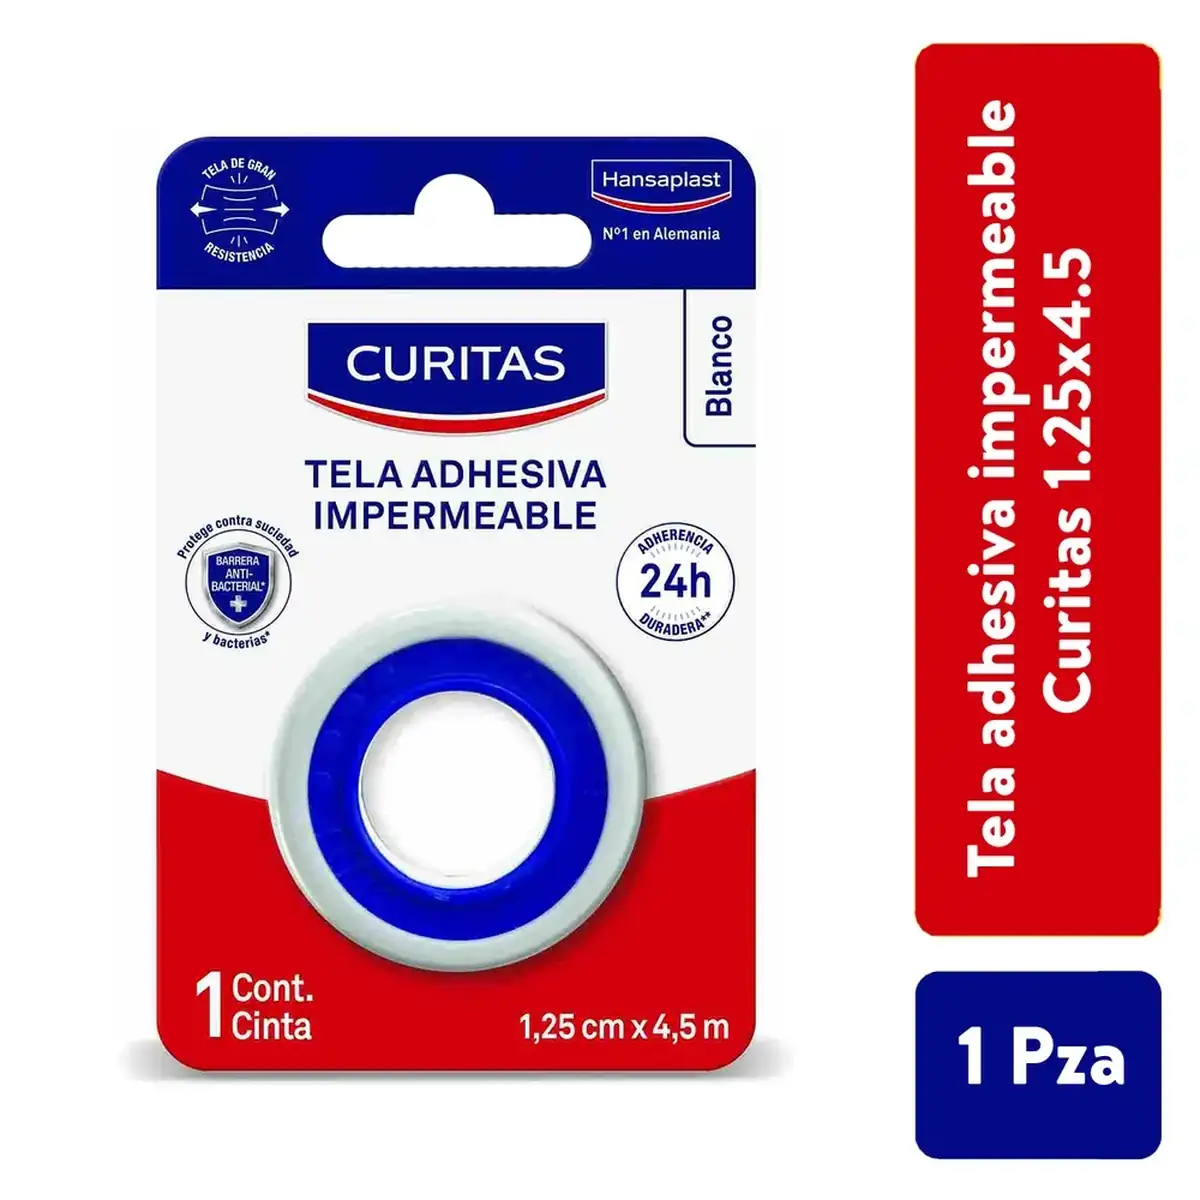 TELA DE GRAN
RESISTENCIA
Hansaplast
Nº1 en Alemania
CURITAS
Blanco
TELA ADHESIVA
IMPERMEABLE
Protege contra suciedad
BARRERA
ANTI-
BACTERIAL*
y bacterias*
ADHERENCIA
24h
DURADERA**
1 Cont.
Cinta
1,25 cm x 4,5 m
Tela adhesiva impermeable
Curitas 1.25x4.5
1 Pza